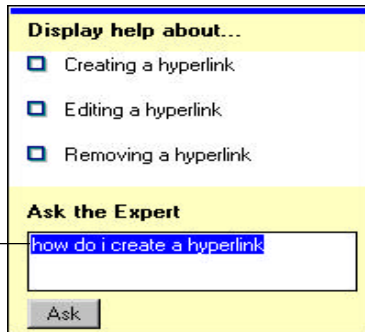 Display help about...
Creating a hyperlink
Editing a hyperlink
Removing a hyperlink
Ask the Expert
how do i create a hyperlink
Ask